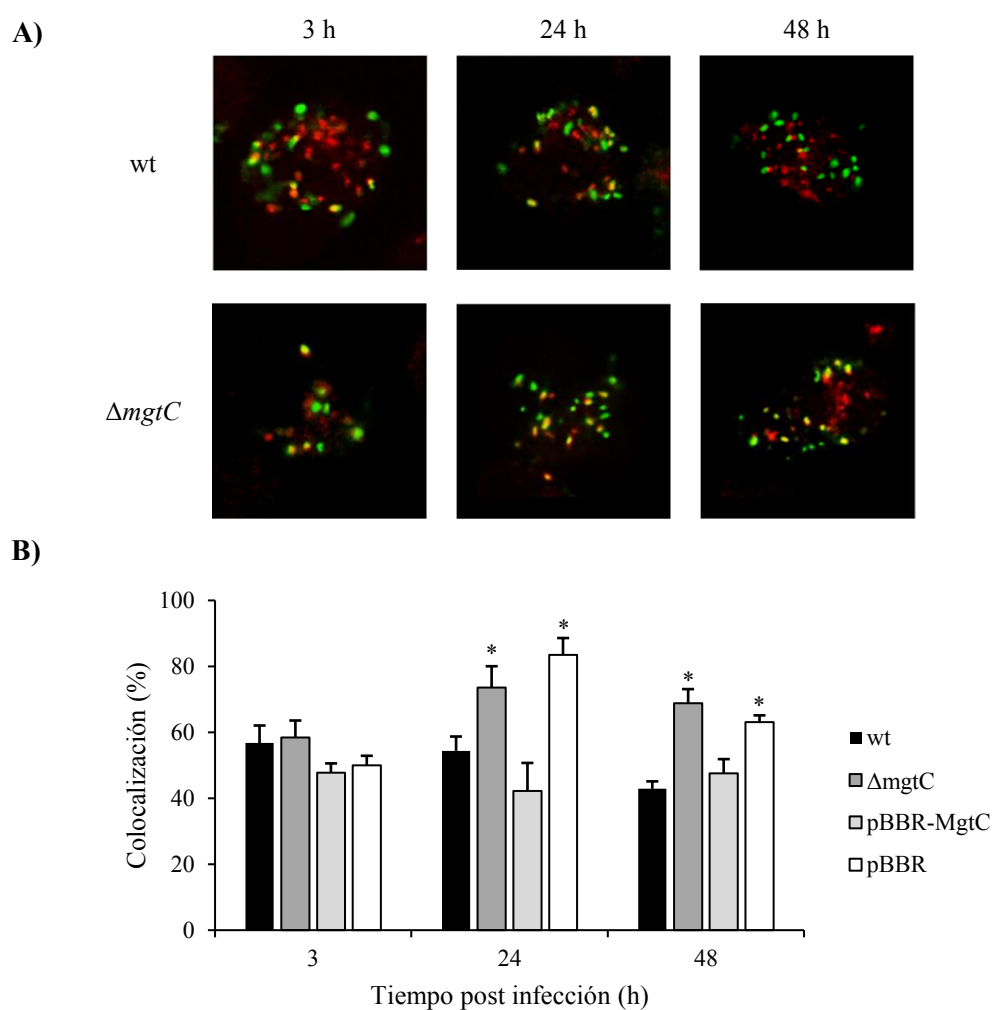 A)
3 h
24 h
48 h
wt
ΔmgtC
B)
100
80
60
40
20
0
Colocalización (%)
*
*
*
*
3
24
48
Tiempo post infección (h)
wt
ΔmgtC
pBBR-MgtC
pBBR